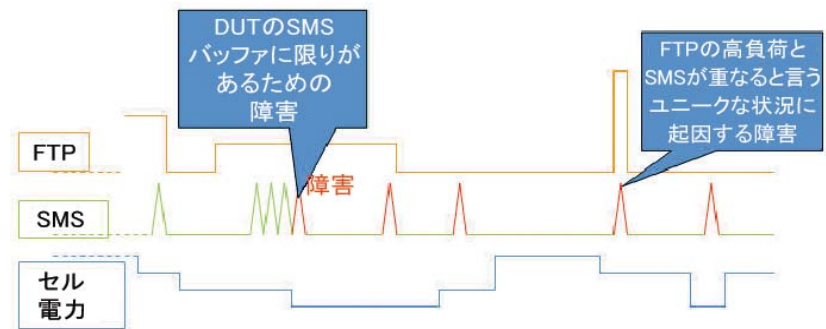 DUTのSMS
バッファに限りが
あるための
障害
FTPの高負荷と
SMSが重なると言う
ユニークな状況に
起因する障害
FTP
障害
SMS
セル
電力